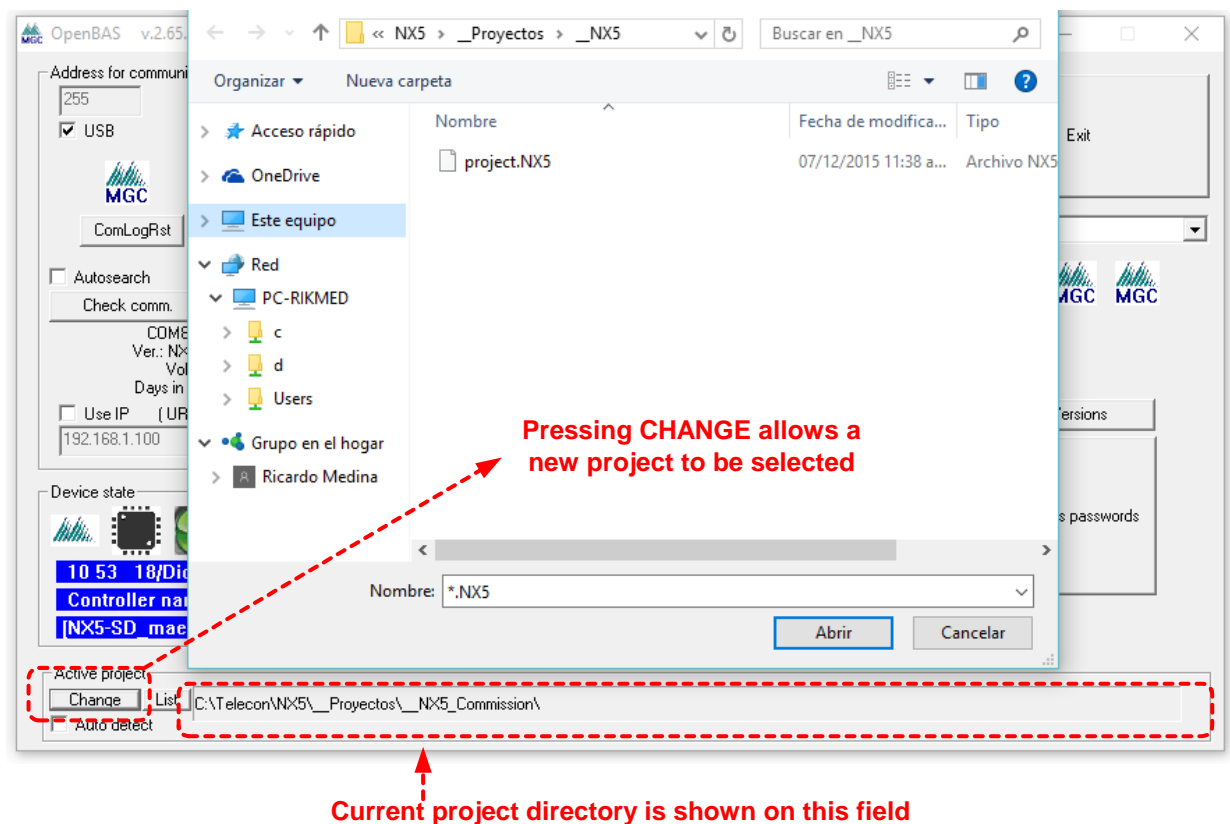 OpenBAS v.2.65.
« NX5 › __Proyectos › __NX5
Buscar en __NX5
Organizar
Nueva carpeta
Acceso rápido
OneDrive
Este equipo
Red
PC-RIKMED
c
d
Users
Grupo en el hogar
Ricardo Medina
Nombre
Fecha de modifica...
Tipo
project.NX5
07/12/2015 11:38 a...
Archivo NX5
Nombre:
*.NX5
Abrir
Cancelar
Address for communi
255
USB
MGC
ComLogRst
Autosearch
Check comm.
COM8
Ver.: NX
Vol
Days in
Use IP (UR
192.168.1.100
Exit
MGC MGC
ersions
s passwords
Device state
10 53 18/Dic
Controller nar
[NX5-SD_mae
Pressing CHANGE allows a
new project to be selected
Active project
Change
List
C:\Telecon\NX5\__Proyectos\__NX5_Commission\
Auto detect
Current project directory is shown on this field